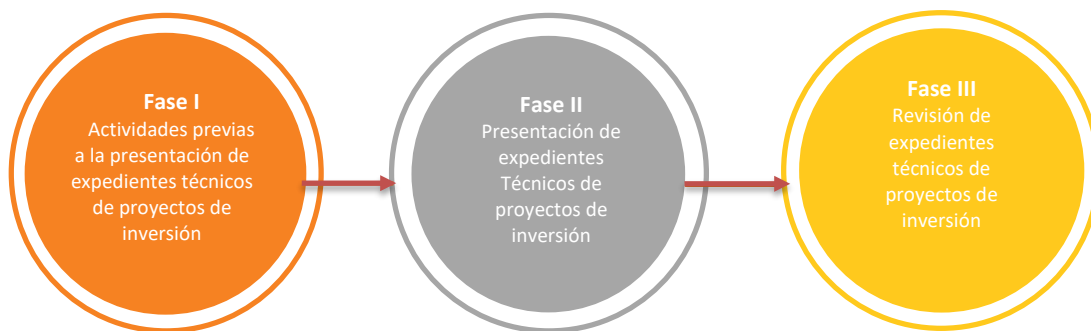 Fase I
Actividades previas
a la presentación de
expedientes técnicos
de proyectos de
inversión
Fase II
Presentación de
expedientes
Técnicos de
proyectos de
inversión
Fase III
Revisión de
expedientes
técnicos de
proyectos de
inversión